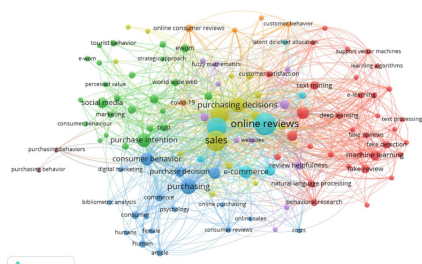 online consumer reviews
customer behavior
tourist behavior
ewom
latent dirichlet allocation
support vector machines
e-wom
strategic approach
fuzzy mathematics
learning algorithms
customer satisfaction
perceived value
world wide web
text mining
e-learning
social media
covid-19
purchasing decisions
marketing
deep learning
text processing
consumer behaviour
trust
online reviews
fake reviews
purchase intention
sales
websites
fake detection
purchasing behaviors
machine learning
consumer behavior
review helpfulness
purchasing behavior
digital marketing
purchase decision
e-commerce
fake review
purchasing
natural language processing
bibliometric analysis
commerce
online purchasing
behavioral research
psychology
consumer
online sales
humans
female
consumer reviews
costs
human
article